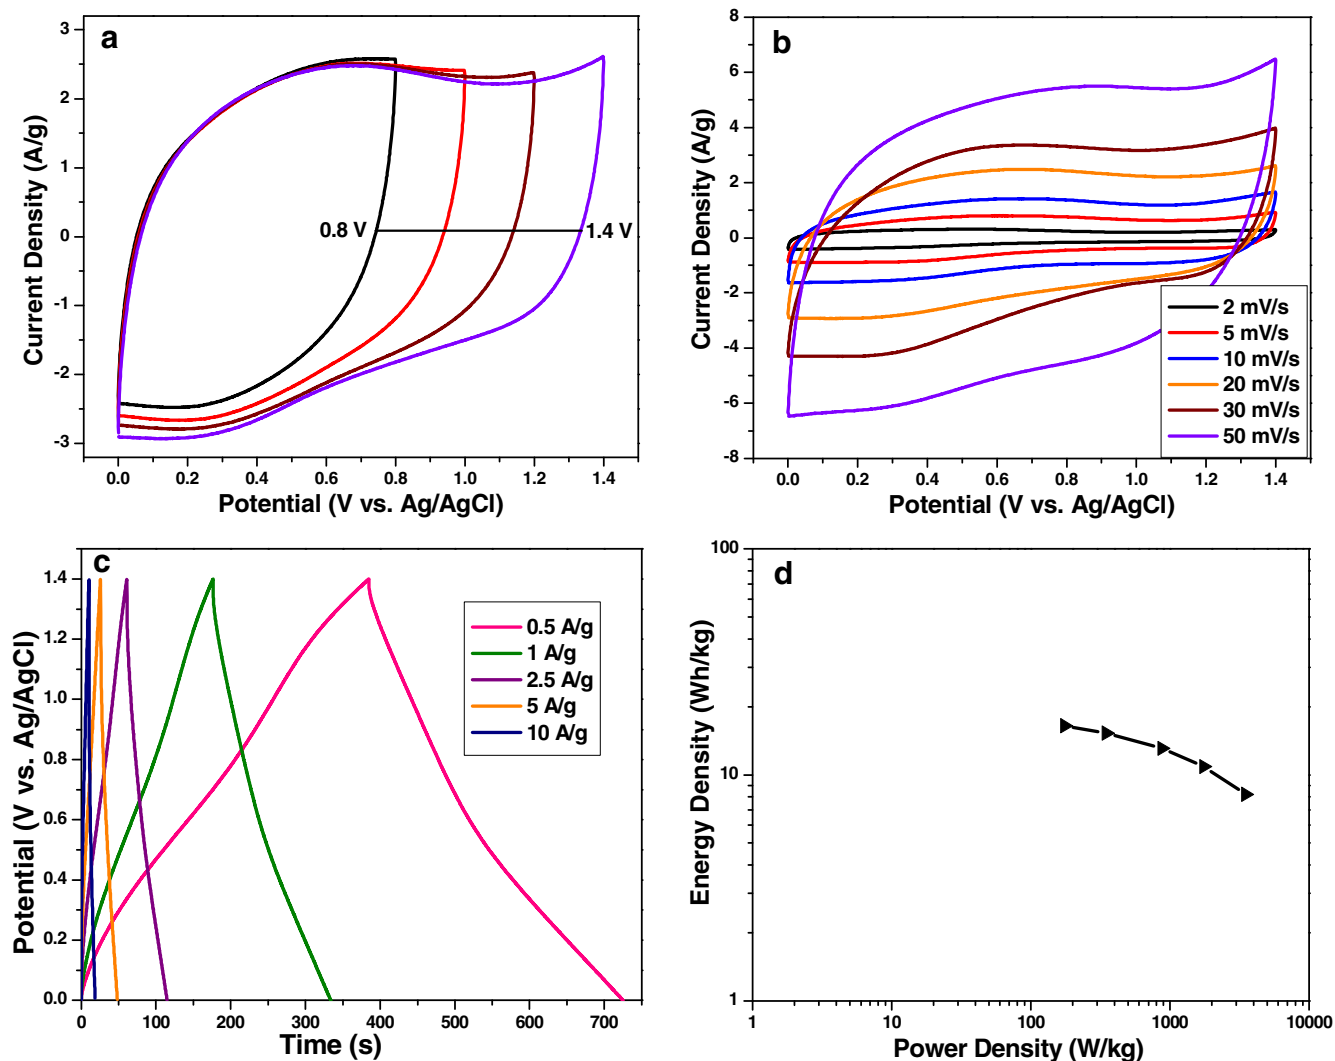 a
3
2
1
0
-1
-2
-3
0.8 V
1.4 V
0.0 0.2 0.4 0.6 0.8 1.0 1.2 1.4
Current Density (A/g)
Potential (V vs. Ag/AgCl)
b
8
6
4
2
0
-2
-4
-6
-8
2 mV/s
5 mV/s
10 mV/s
20 mV/s
30 mV/s
50 mV/s
0.0 0.2 0.4 0.6 0.8 1.0 1.2 1.4
Current Density (A/g)
Potential (V vs. Ag/AgCl)
c
1.4
1.2
1.0
0.8
0.6
0.4
0.2
0.0
0.5 A/g
1 A/g
2.5 A/g
5 A/g
10 A/g
0 100 200 300 400 500 600 700
Potential (V vs. Ag/AgCl)
Time (s)
d
100
10
1
1 10 100 1000 10000
Energy Density (Wh/kg)
Power Density (W/kg)